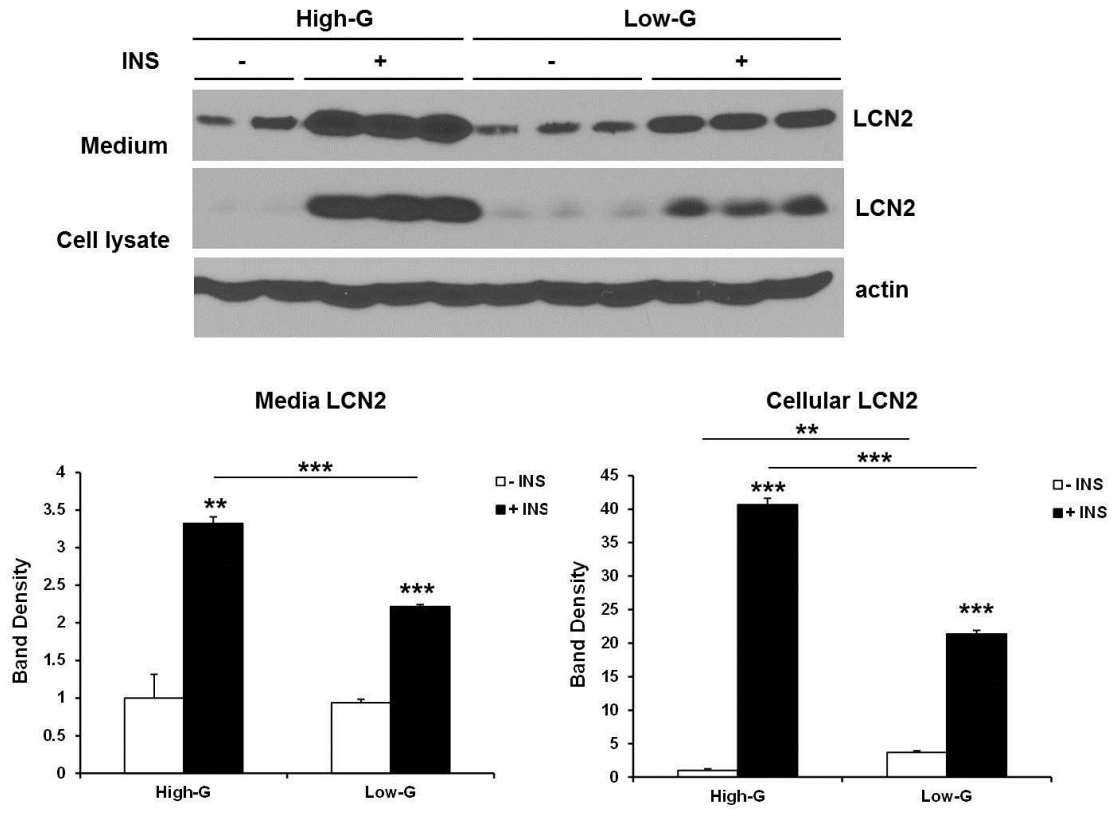 High-G Low-G
INS - + - +
LCN2
Medium
LCN2
Cell lysate
actin
Media LCN2
***
- INS
+ INS
**
***
Band Density
4
3.5
3
2.5
2
1.5
1
0.5
0
High-G Low-G
Cellular LCN2
**
***
- INS
+ INS
***
***
Band Density
45
40
35
30
25
20
15
10
5
0
High-G Low-G